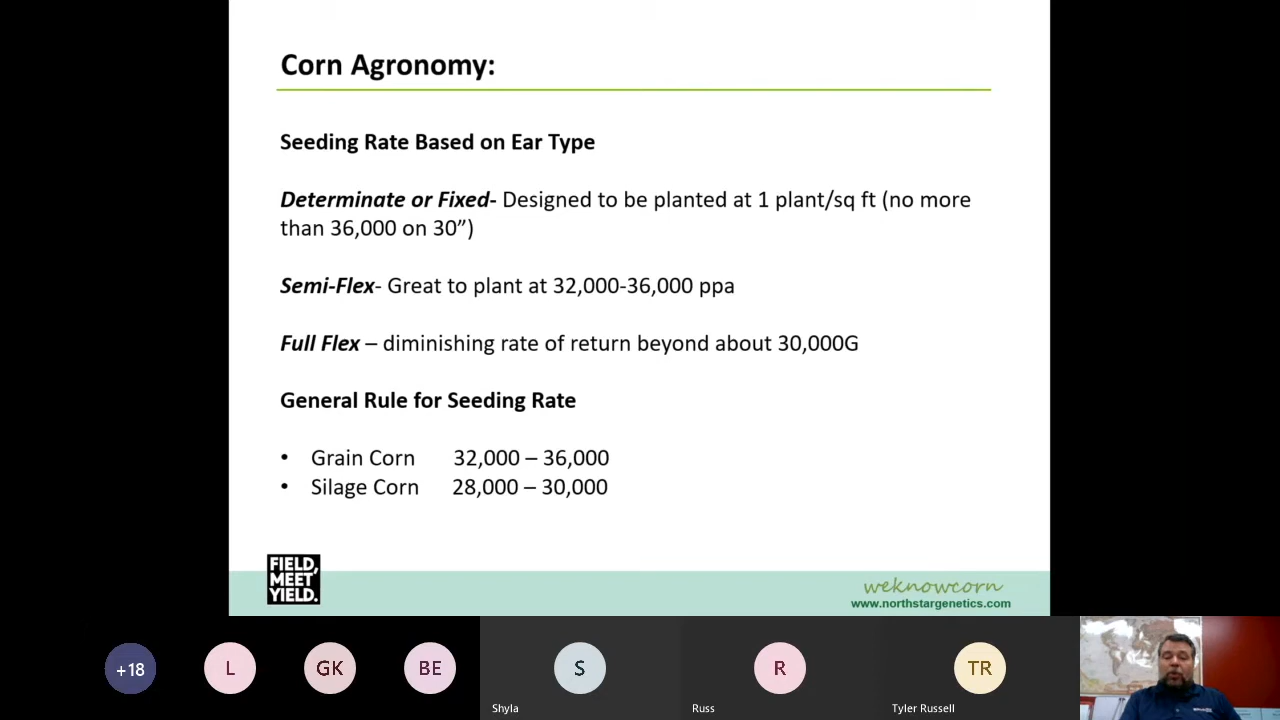 Corn Agronomy:
Seeding Rate Based on Ear Type
Determinate or Fixed- Designed to be planted at 1 plant/sq ft (no more
than 36,000 on 30”)
Semi-Flex- Great to plant at 32,000-36,000 ppa
Full Flex – diminishing rate of return beyond about 30,000G
General Rule for Seeding Rate
• Grain Corn 32,000 – 36,000
• Silage Corn 28,000 – 30,000
FIELD,
MEET
YIELD.
weknowcorn
www.northstargenetics.com
+18
L
GK
BE
S
R
TR
Shyla
Russ
Tyler Russell